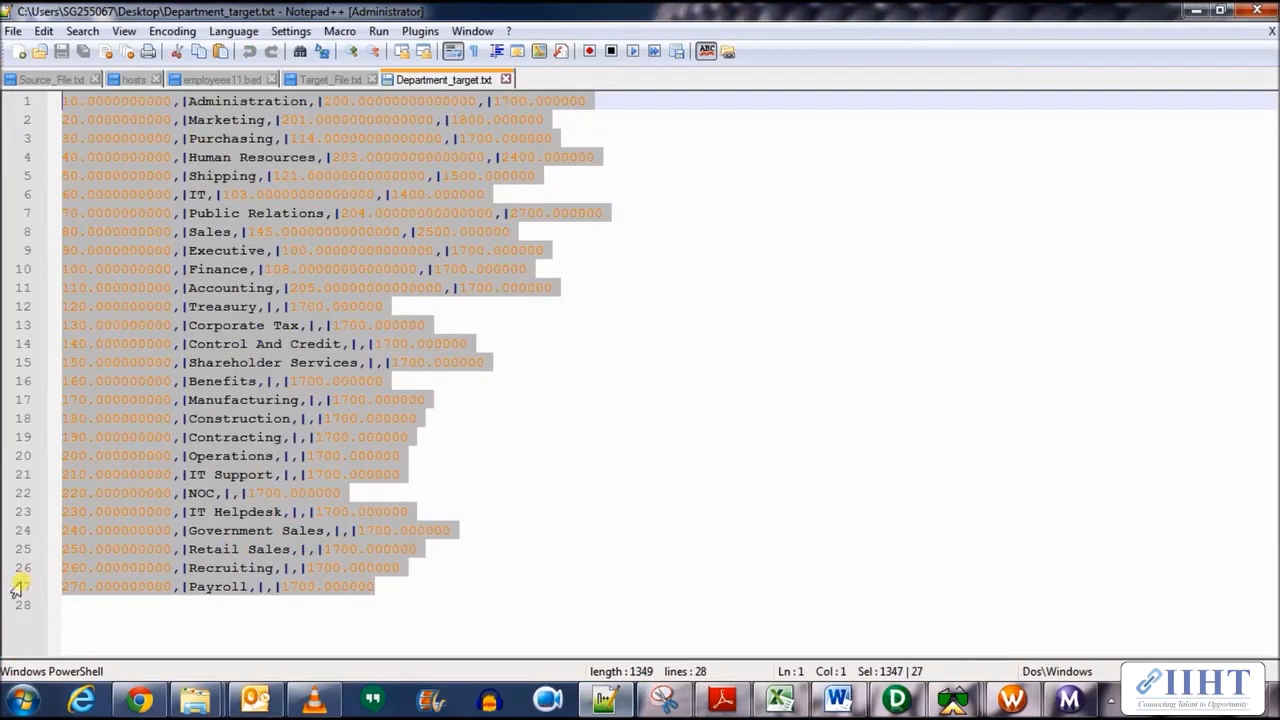 C:\Users\SG255067\Desktop\Department_target.txt - Notepad++ [Administrator]
File Edit Search View Encoding Language Settings Macro Run Plugins Window ? X
Source_File.txt hosts employees11.bad Target_File.txt Department_target.txt
1 10.0000000000,|Administration,|200.00000000000000,|1700.000000
2 20.0000000000,|Marketing,|201.00000000000000,|1800.000000
3 30.0000000000,|Purchasing,|114.00000000000000,|1700.000000
4 40.0000000000,|Human Resources,|203.00000000000000,|2400.000000
5 50.0000000000,|Shipping,|121.00000000000000,|1500.000000
6 60.0000000000,|IT,|103.00000000000000,|1400.000000
7 70.0000000000,|Public Relations,|204.00000000000000,|2700.000000
8 80.0000000000,|Sales,|145.00000000000000,|2500.000000
9 90.0000000000,|Executive,|100.00000000000000,|1700.000000
10 100.000000000,|Finance,|108.00000000000000,|1700.000000
11 110.000000000,|Accounting,|205.00000000000000,|1700.000000
12 120.000000000,|Treasury,|,|1700.000000
13 130.000000000,|Corporate Tax,|,|1700.000000
14 140.000000000,|Control And Credit,|,|1700.000000
15 150.000000000,|Shareholder Services,|,|1700.000000
16 160.000000000,|Benefits,|,|1700.000000
17 170.000000000,|Manufacturing,|,|1700.000000
18 180.000000000,|Construction,|,|1700.000000
19 190.000000000,|Contracting,|,|1700.000000
20 200.000000000,|Operations,|,|1700.000000
21 210.000000000,|IT Support,|,|1700.000000
22 220.000000000,|NOC,|,|1700.000000
23 230.000000000,|IT Helpdesk,|,|1700.000000
24 240.000000000,|Government Sales,|,|1700.000000
25 250.000000000,|Retail Sales,|,|1700.000000
26 260.000000000,|Recruiting,|,|1700.000000
27 270.000000000,|Payroll,|,|1700.000000
28
Windows PowerShell length : 1349 lines : 28 Ln : 1 Col : 1 Sel : 1347 | 27 Dos\Windows
IIHT
Connecting Talent to Opportunity